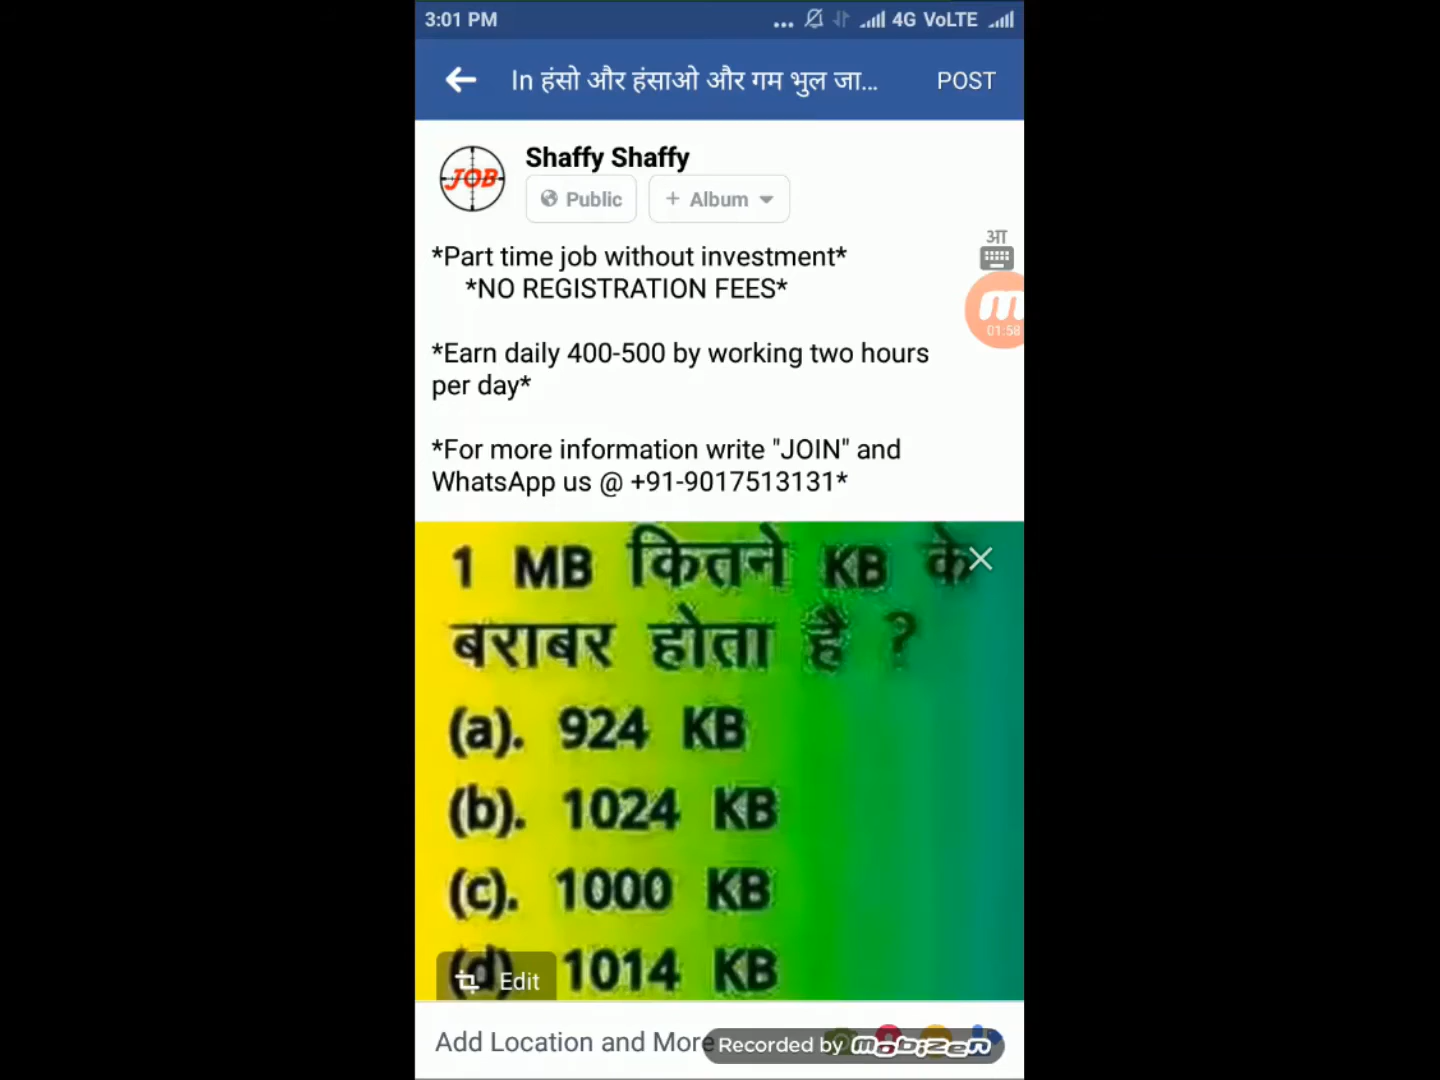 3:01 PM
... 4G VoLTE
In हंसो और हंसाओ और गम भुल जा...
POST
JOB
Shaffy Shaffy
Public
+ Album
*Part time job without investment*
*NO REGISTRATION FEES*
आ
01:58
*Earn daily 400-500 by working two hours
per day*
*For more information write "JOIN" and
WhatsApp us @ +91-9017513131*
1 MB कितने KB के
बराबर होता है ?
(a). 924 KB
(b). 1024 KB
(c). 1000 KB
(d) 1014 KB
Edit
Add Location and More
Recorded by mobizen